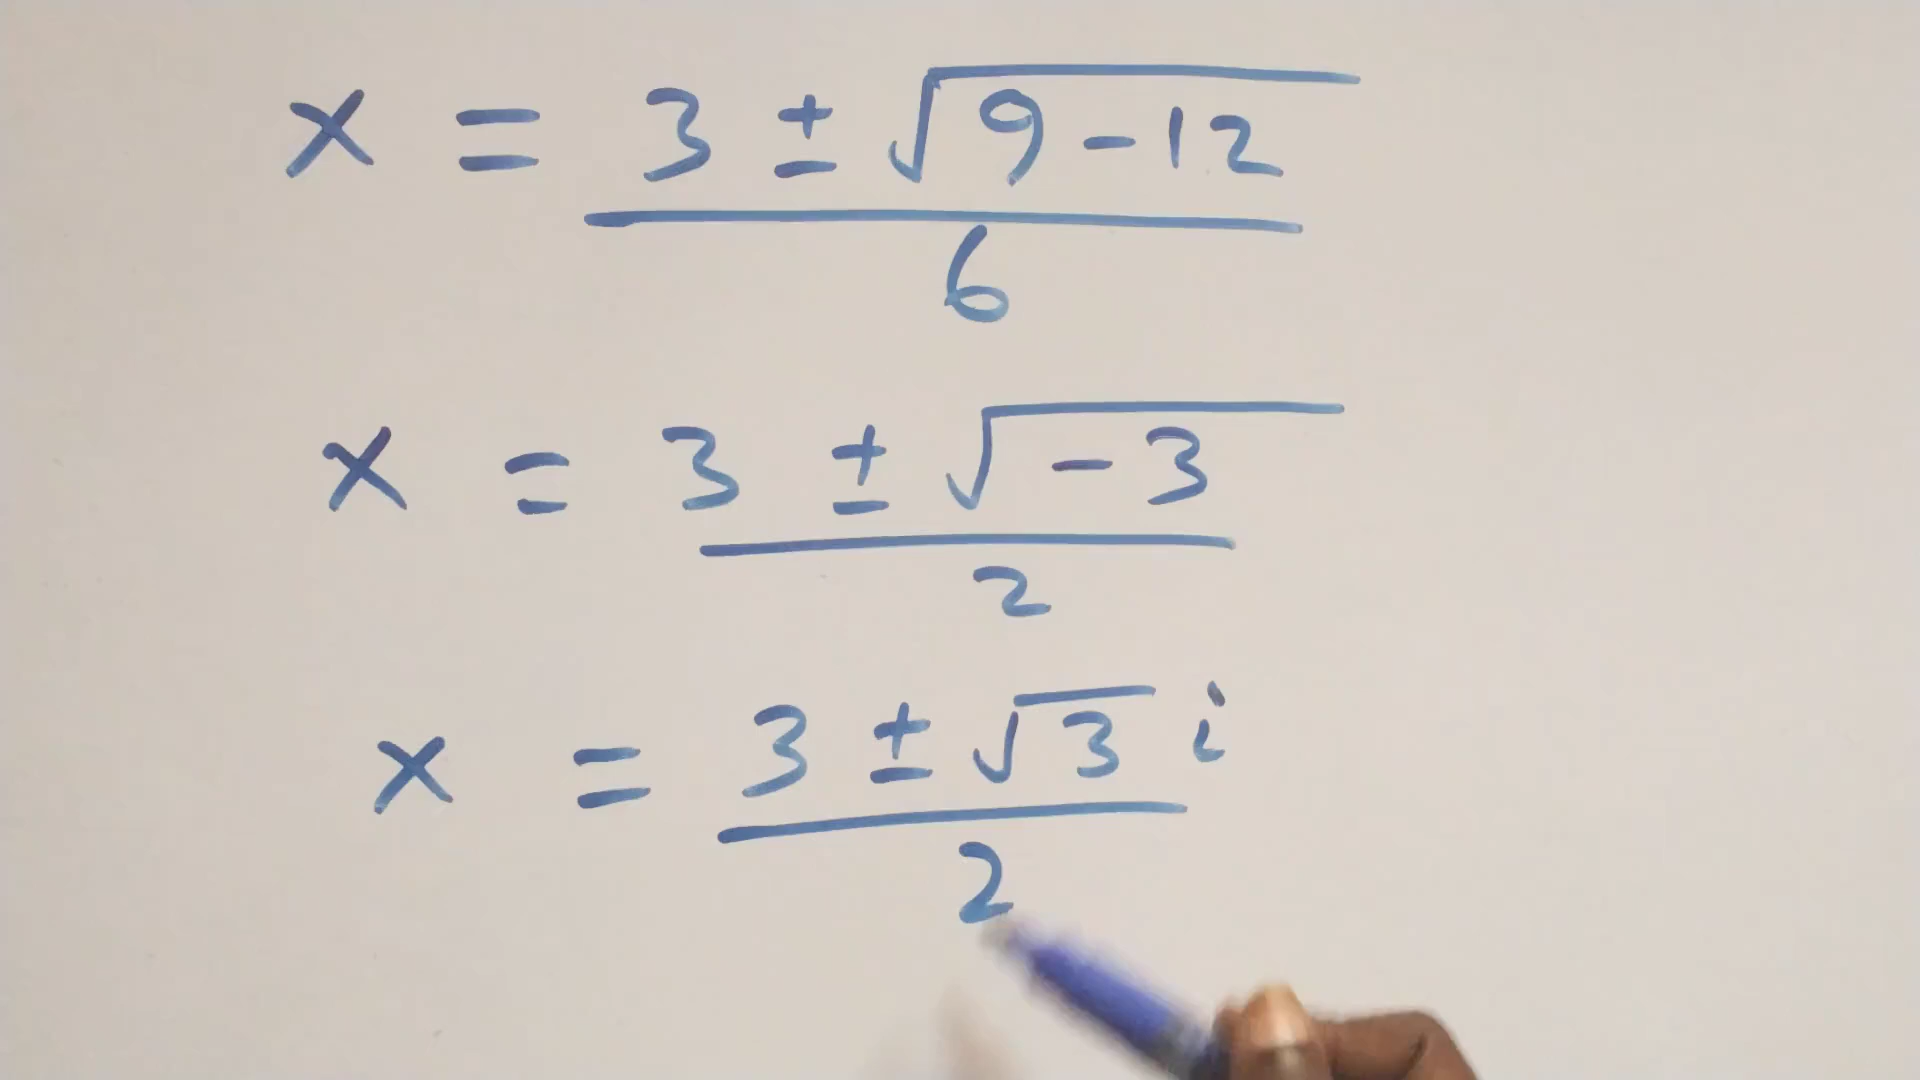 x = 3 ± √9 - 12
6
x = 3 ± √-3
2
x = 3 ± √3 i
2